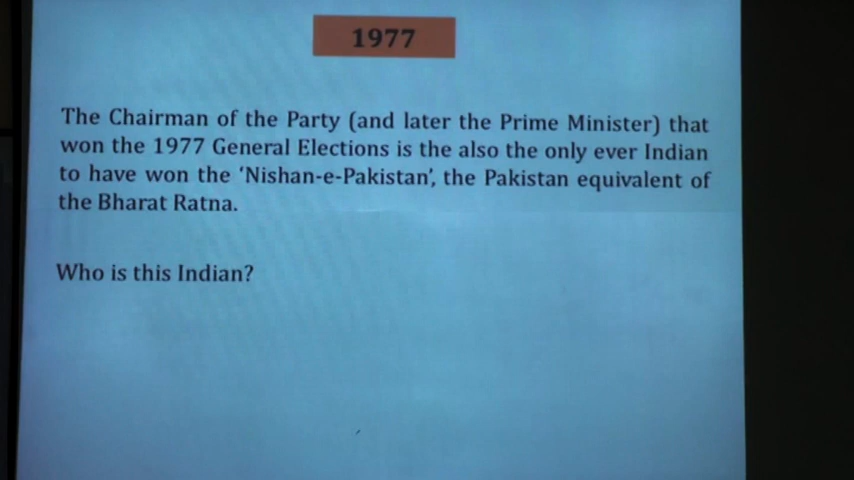 1977
The Chairman of the Party (and later the Prime Minister) that
won the 1977 General Elections is the also the only ever Indian
to have won the ‘Nishan-e-Pakistan’, the Pakistan equivalent of
the Bharat Ratna.
Who is this Indian?